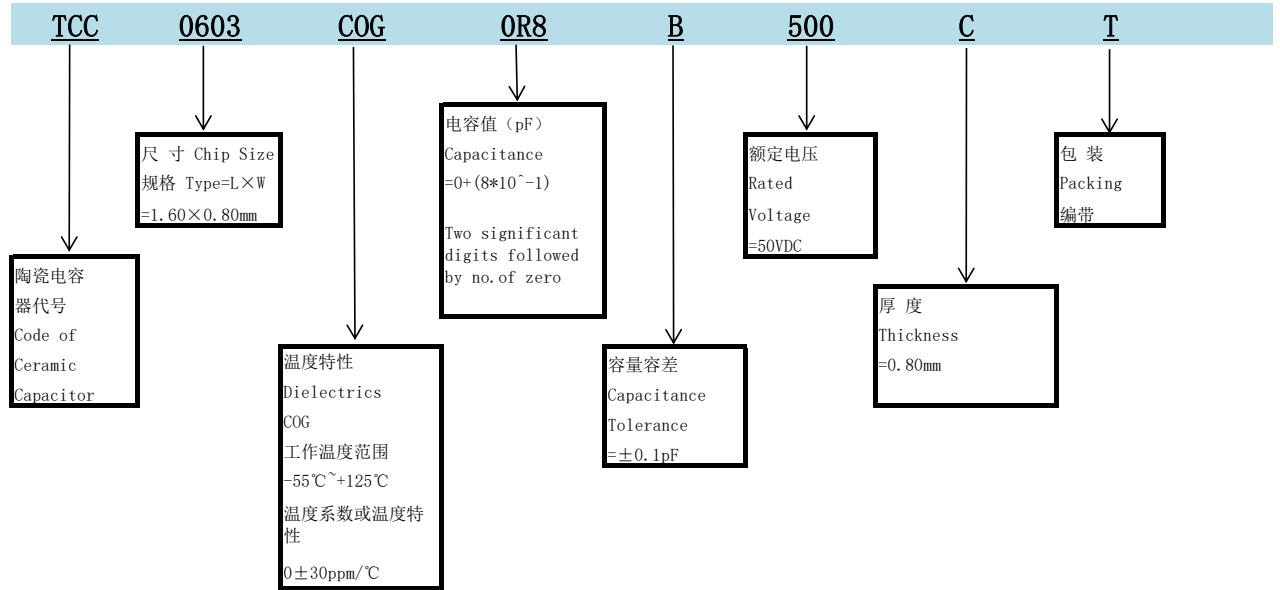 TCC 0603 COG 0R8 B 500 C T
陶瓷电容
器代号
Code of
Ceramic
Capacitor
尺 寸 Chip Size
规格 Type=L×W
=1.60×0.80mm
温度特性
Dielectrics
COG
工作温度范围
-55℃~+125℃
温度系数或温度特
性
0±30ppm/℃
电容值（pF）
Capacitance
=0+(8*10^-1)
Two significant
digits followed
by no.of zero
容量容差
Capacitance
Tolerance
=±0.1pF
额定电压
Rated
Voltage
=50VDC
厚 度
Thickness
=0.80mm
包 装
Packing
编带